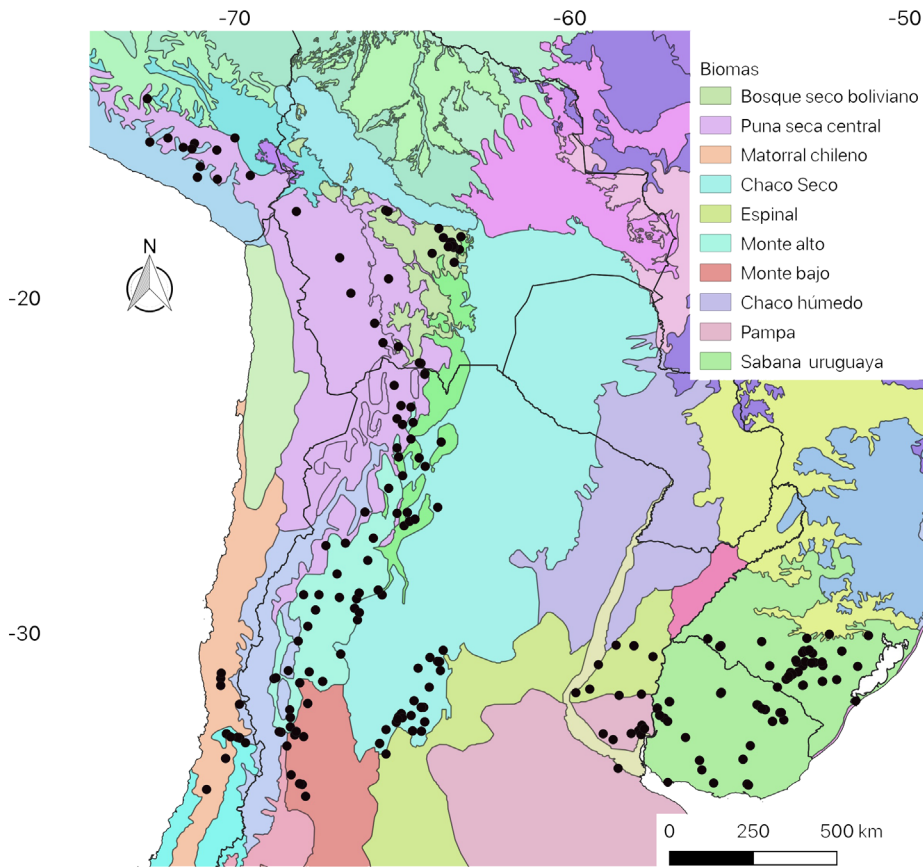 -70 -60 -50
Biomas
Bosque seco boliviano
Puna seca central
Matorral chileno
Chaco Seco
Espinal
Monte alto
Monte bajo
Chaco húmedo
Pampa
Sabana uruguaya
N
-20
-30
0 250 500 km